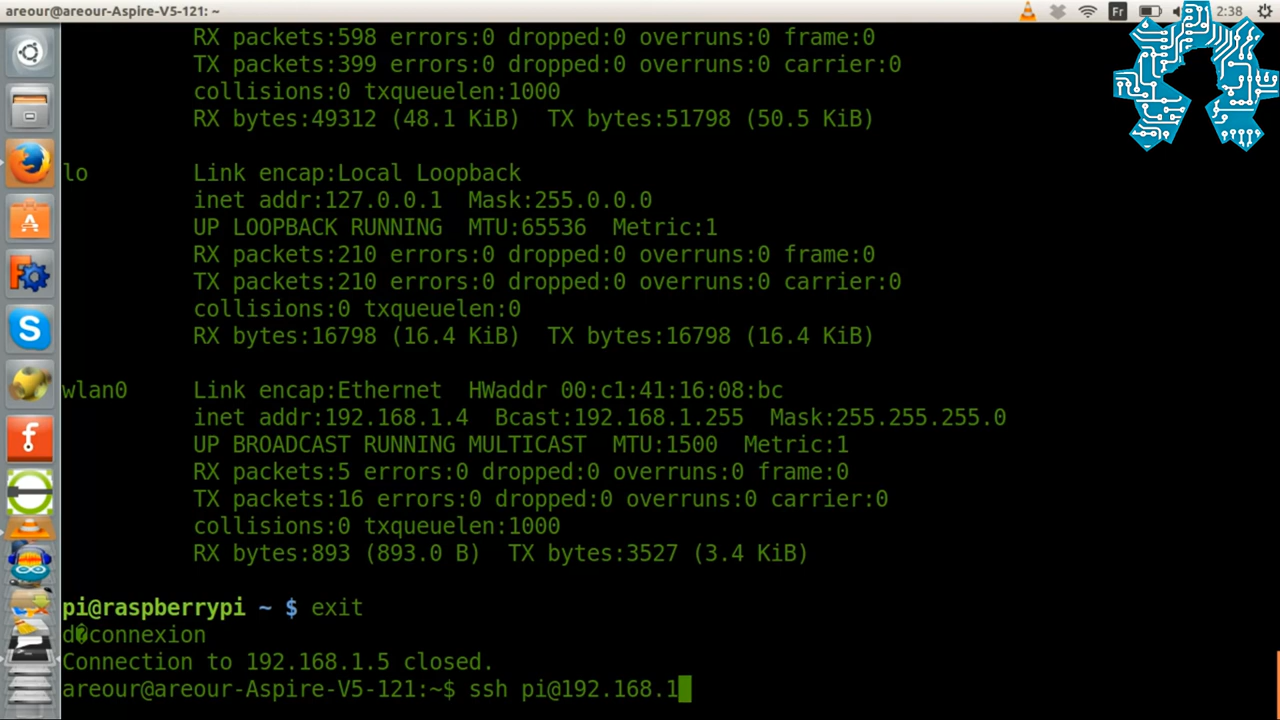 areour@areour-Aspire-V5-121: ~
Fr
2:38
RX packets:598 errors:0 dropped:0 overruns:0 frame:0
TX packets:399 errors:0 dropped:0 overruns:0 carrier:0
collisions:0 txqueuelen:1000
RX bytes:49312 (48.1 KiB)  TX bytes:51798 (50.5 KiB)
lo Link encap:Local Loopback
inet addr:127.0.0.1  Mask:255.0.0.0
UP LOOPBACK RUNNING  MTU:65536  Metric:1
RX packets:210 errors:0 dropped:0 overruns:0 frame:0
TX packets:210 errors:0 dropped:0 overruns:0 carrier:0
collisions:0 txqueuelen:0
RX bytes:16798 (16.4 KiB)  TX bytes:16798 (16.4 KiB)
wlan0 Link encap:Ethernet  HWaddr 00:c1:41:16:08:bc
inet addr:192.168.1.4  Bcast:192.168.1.255  Mask:255.255.255.0
UP BROADCAST RUNNING MULTICAST  MTU:1500  Metric:1
RX packets:5 errors:0 dropped:0 overruns:0 frame:0
TX packets:16 errors:0 dropped:0 overruns:0 carrier:0
collisions:0 txqueuelen:1000
RX bytes:893 (893.0 B)  TX bytes:3527 (3.4 KiB)
pi@raspberrypi ~ $ exit
d�connexion
Connection to 192.168.1.5 closed.
areour@areour-Aspire-V5-121:~$ ssh pi@192.168.1